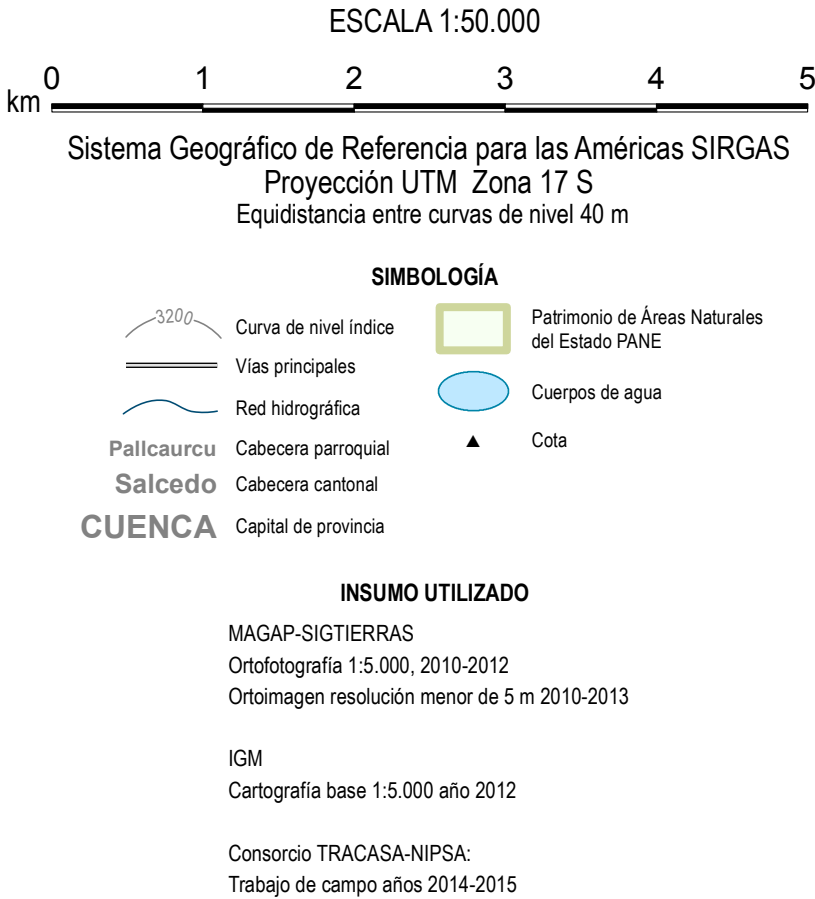 ESCALA 1:50.000
0 1 2 3 4 5
km
Sistema Geográfico de Referencia para las Américas SIRGAS
Proyección UTM Zona 17 S
Equidistancia entre curvas de nivel 40 m
SIMBOLOGÍA
3200
Curva de nivel índice
Vías principales
Red hidrográfica
Pallcaurcu Cabecera parroquial
Salcedo Cabecera cantonal
CUENCA Capital de provincia
Patrimonio de Áreas Naturales
del Estado PANE
Cuerpos de agua
Cota
INSUMO UTILIZADO
MAGAP-SIGTIERRAS
Ortofotografía 1:5.000, 2010-2012
Ortoimagen resolución menor de 5 m 2010-2013
IGM
Cartografía base 1:5.000 año 2012
Consorcio TRACASA-NIPSA:
Trabajo de campo años 2014-2015